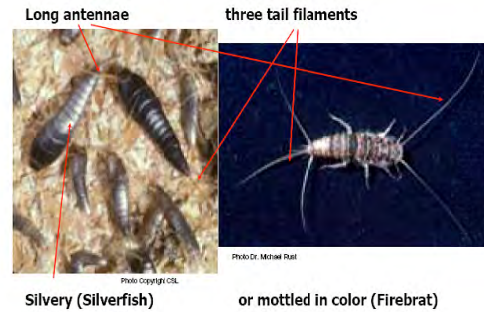 Long antennae three tail filaments
Photo Copyright CSL
Photo Dr. Michael Rust
Silvery (Silverfish) or mottled in color (Firebrat)